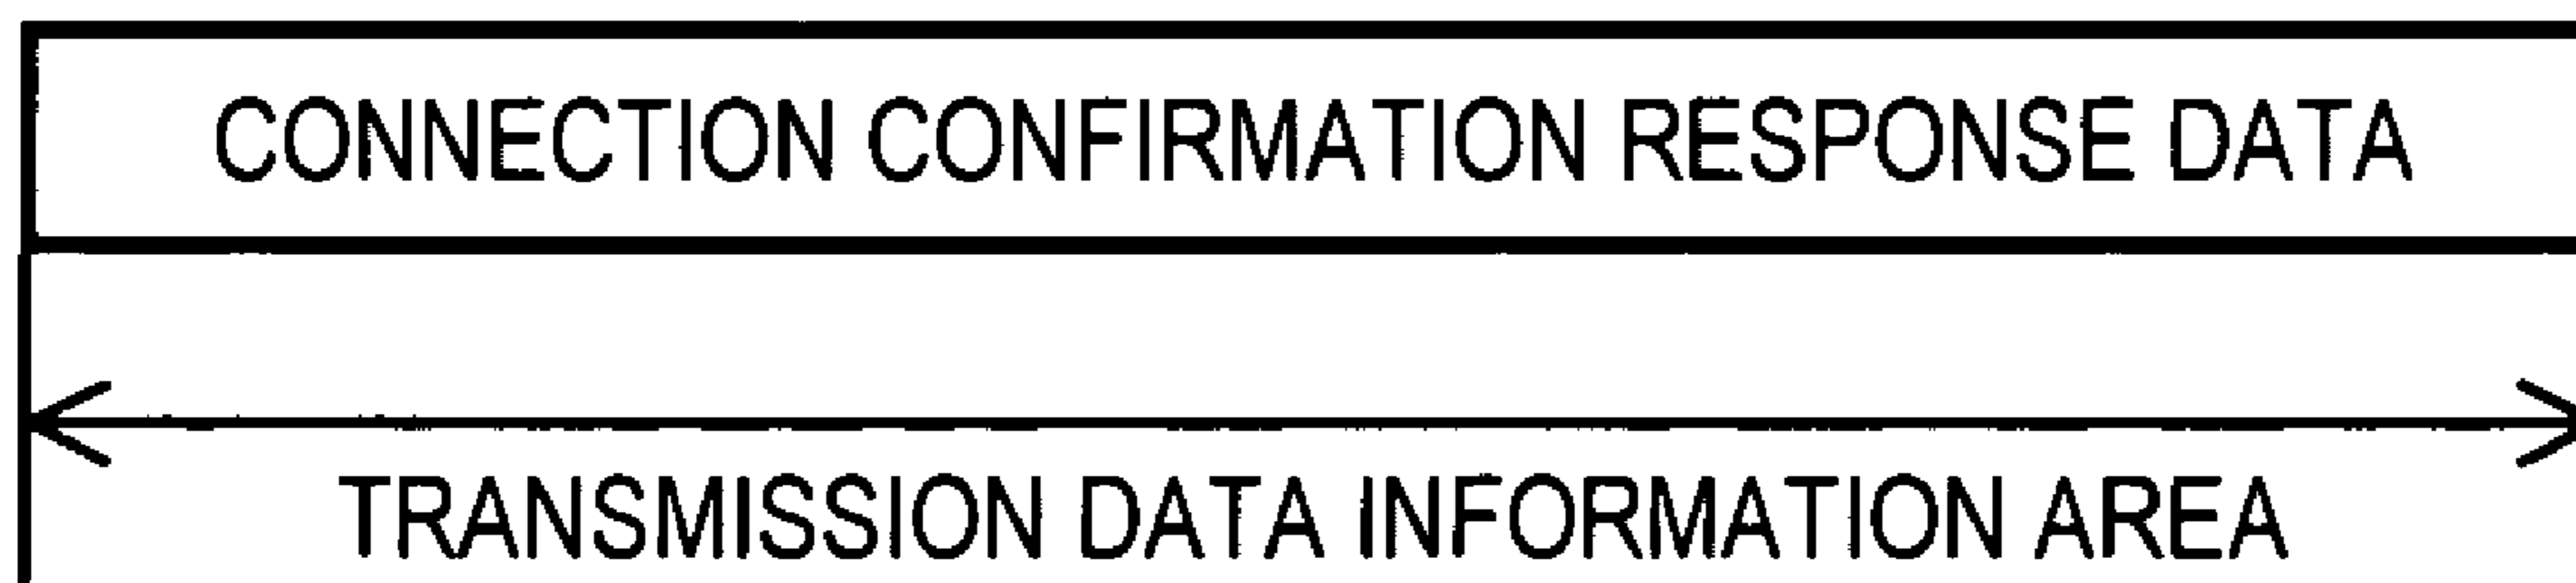 CONNECTION CONFIRMATION RESPONSE DATA
TRANSMISSION DATA INFORMATION AREA